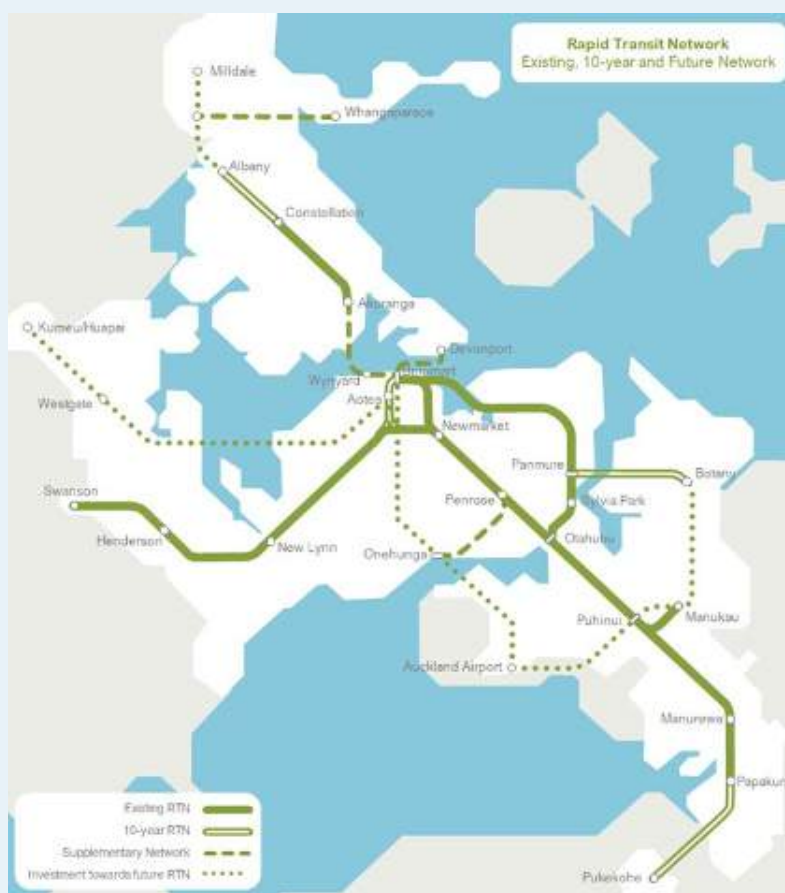 Rapid Transit Network
Existing, 10-year and Future Network
Milldale
Whangaparaoa
Albany
Constellation
Akoranga
Kumeu/Huapai
Devonport
Britomart
Wynyard
Aotea
Westgate
Newmarket
Panmure
Botany
Swanson
Penrose
Sylvia Park
Henderson
New Lynn
Otahuhu
Onehunga
Puhinui
Manukau
Auckland Airport
Manurewa
Papakur
Pukekohe
Existing RTN
10-year RTN
Supplementary Network
Investment towards future RTN